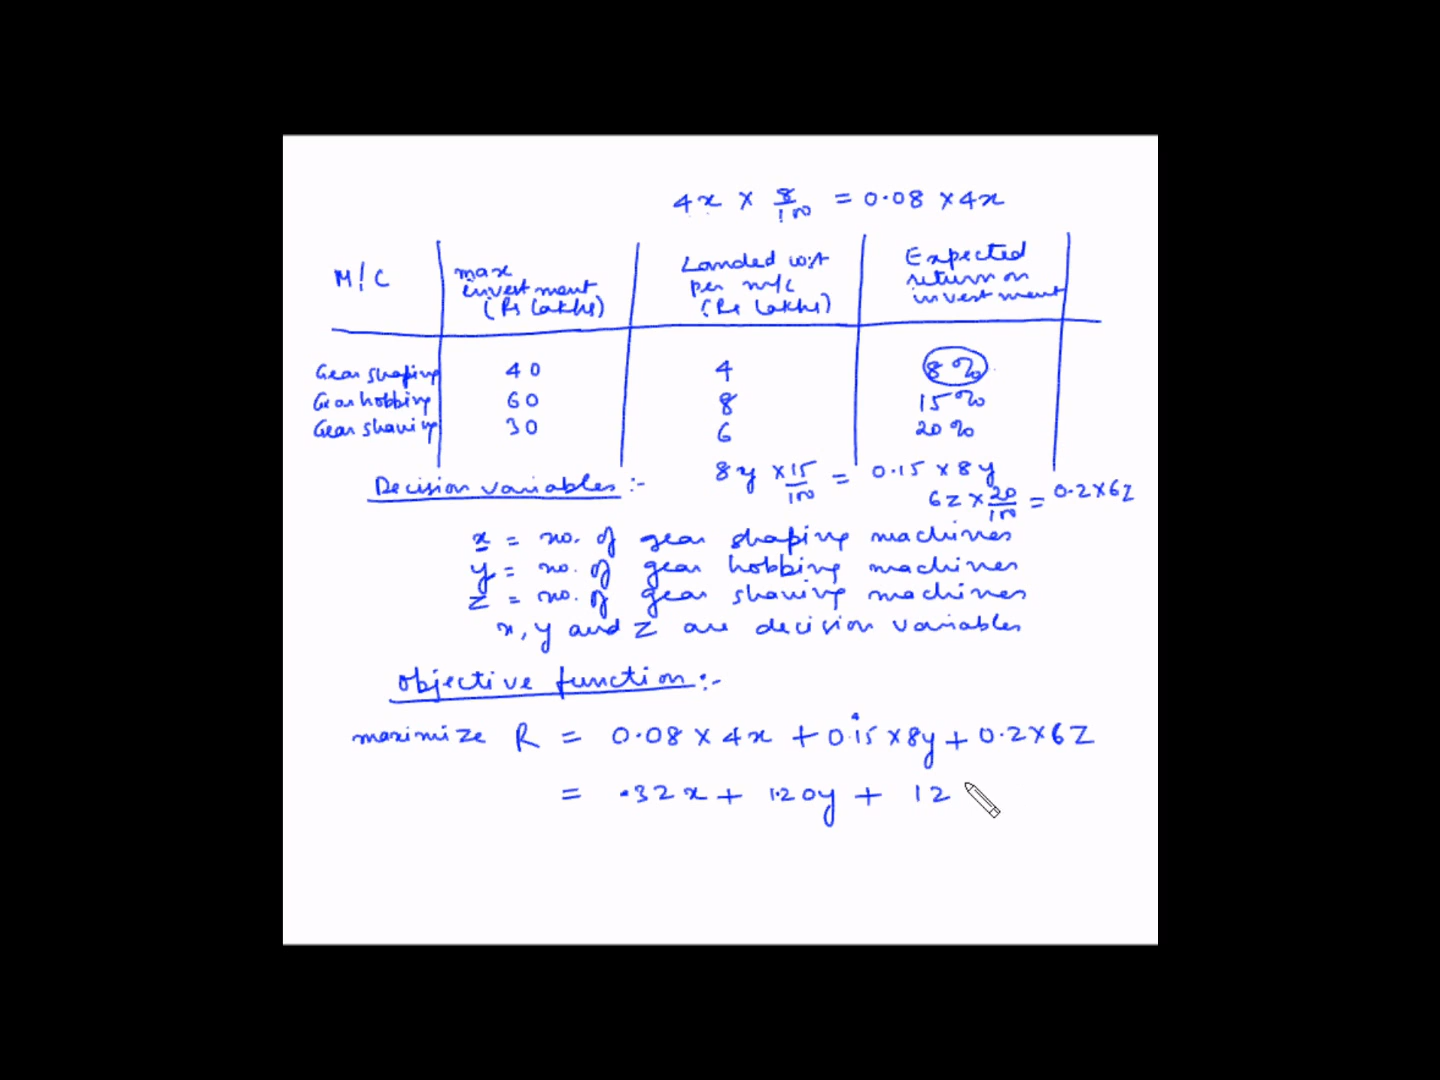 4x × 8/100 = 0.08 × 4x
M/C max investment (Rs lakhs) Landed cost per m/c (Rs lakhs) Expected return on investment
Gear shaping 40 4 8%
Gear hobbing 60 8 15%
Gear shaving 30 6 20%
8y × 15/100 = 0.15 × 8y
6z × 20/100 = 0.2×6z
Decision variables :-
x = no. of gear shaping machines
y = no. of gear hobbing machines
z = no. of gear shaving machines
x, y and z are decision variables
Objective function :-
maximize R = 0.08 × 4x + 0.15 × 8y + 0.2×6z
= .32x + 1.20y + 12